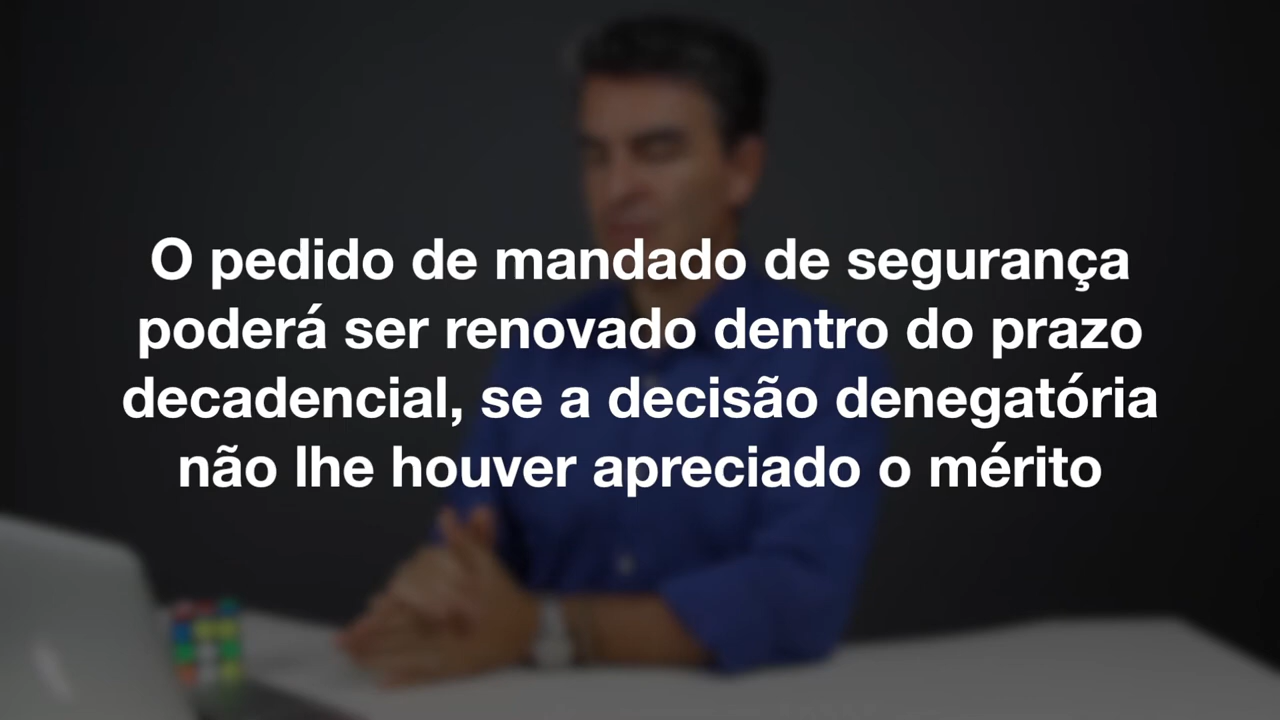 O pedido de mandado de segurança
poderá ser renovado dentro do prazo
decadencial, se a decisão denegatória
não lhe houver apreciado o mérito